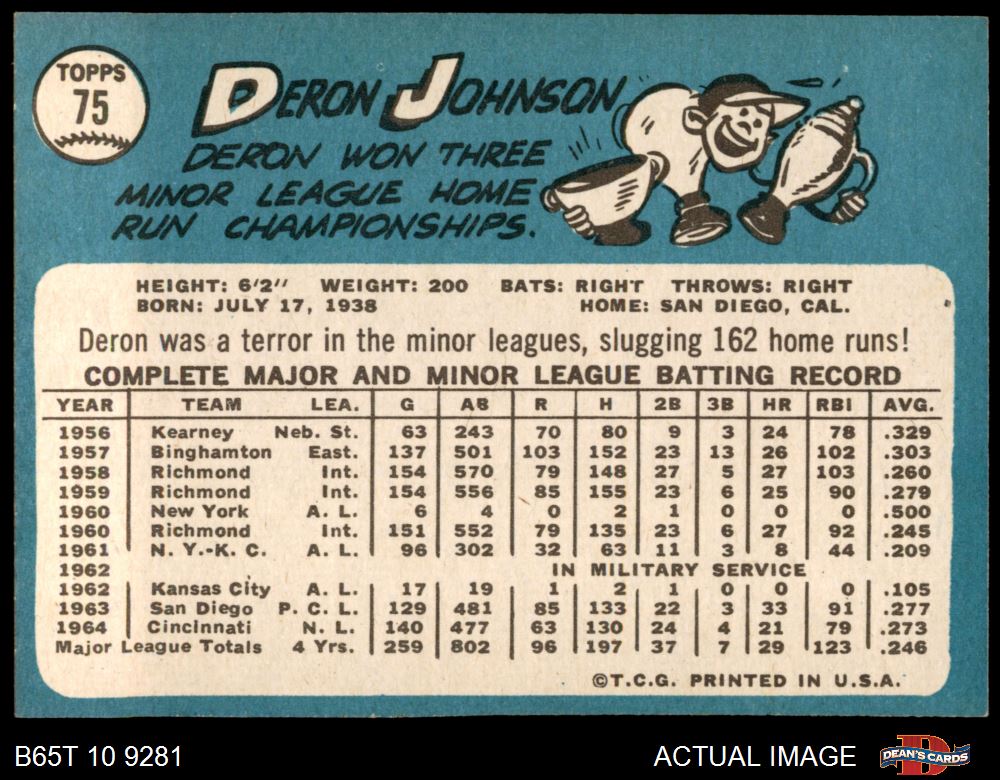 TOPPS
75
DERON JOHNSON
DERON WON THREE
MINOR LEAGUE HOME
RUN CHAMPIONSHIPS.
HEIGHT: 6'2" WEIGHT: 200 BATS: RIGHT THROWS: RIGHT
BORN: JULY 17, 1938 HOME: SAN DIEGO, CAL.
Deron was a terror in the minor leagues, slugging 162 home runs!
COMPLETE MAJOR AND MINOR LEAGUE BATTING RECORD
YEAR TEAM LEA. G AB R H 2B 3B HR RBI AVG.
1956 Kearney Neb. St. 63 243 70 80 9 3 24 78 .329
1957 Binghamton East. 137 501 103 152 23 13 26 102 .303
1958 Richmond Int. 154 570 79 148 27 5 27 103 .260
1959 Richmond Int. 154 556 85 155 23 6 25 90 .279
1960 New York A. L. 6 4 0 2 1 0 0 0 .500
1960 Richmond Int. 151 552 79 135 23 6 27 92 .245
1961 N. Y.-K. C. A. L. 96 302 32 63 11 3 8 44 .209
1962 IN MILITARY SERVICE
1962 Kansas City A. L. 17 19 1 2 1 0 0 0 .105
1963 San Diego P. C. L. 129 481 85 133 22 3 33 91 .277
1964 Cincinnati N. L. 140 477 63 130 24 4 21 79 .273
Major League Totals 4 Yrs. 259 802 96 197 37 7 29 123 .246
©T.C.G. PRINTED IN U.S.A.
B65T 10 9281 ACTUAL IMAGE DEAN'S CARDS